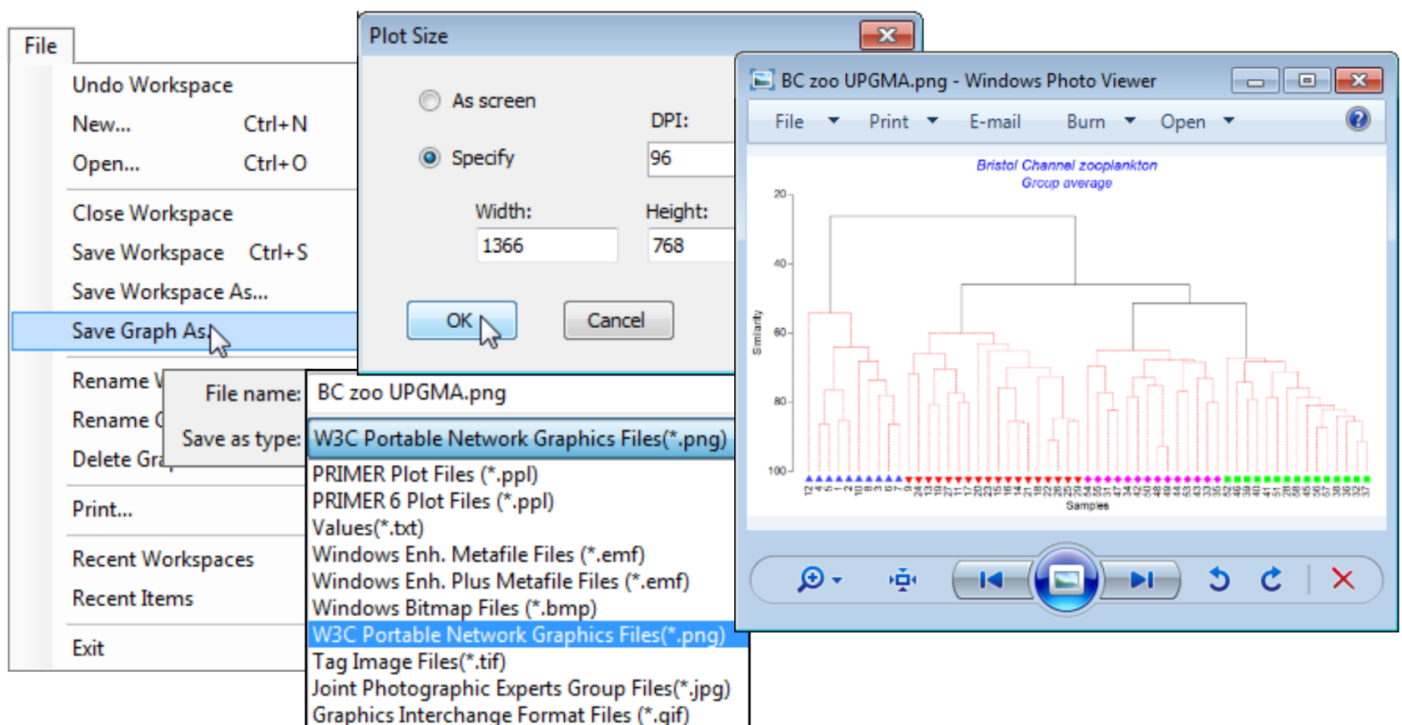 File
Undo Workspace
New... Ctrl+N
Open... Ctrl+O
Close Workspace
Save Workspace Ctrl+S
Save Workspace As...
Save Graph As.
Rename
Rename
Delete
Print...
Recent Workspaces
Recent Items
Exit
Plot Size
As screen
Specify
DPI:
96
Width: Height:
1366 768
OK Cancel
File name: BC zoo UPGMA.png
Save as type: W3C Portable Network Graphics Files(*.png)
PRIMER Plot Files (*.ppl)
PRIMER 6 Plot Files (*.ppl)
Values(*.txt)
Windows Enh. Metafile Files (*.emf)
Windows Enh. Plus Metafile Files (*.emf)
Windows Bitmap Files (*.bmp)
W3C Portable Network Graphics Files(*.png)
Tag Image Files(*.tif)
Joint Photographic Experts Group Files(*.jpg)
Graphics Interchange Format Files (*.gif)
BC zoo UPGMA.png - Windows Photo Viewer
File Print E-mail Burn Open
Bristol Channel zooplankton
Group average
20
40
60
80
100
Similarity
Samples